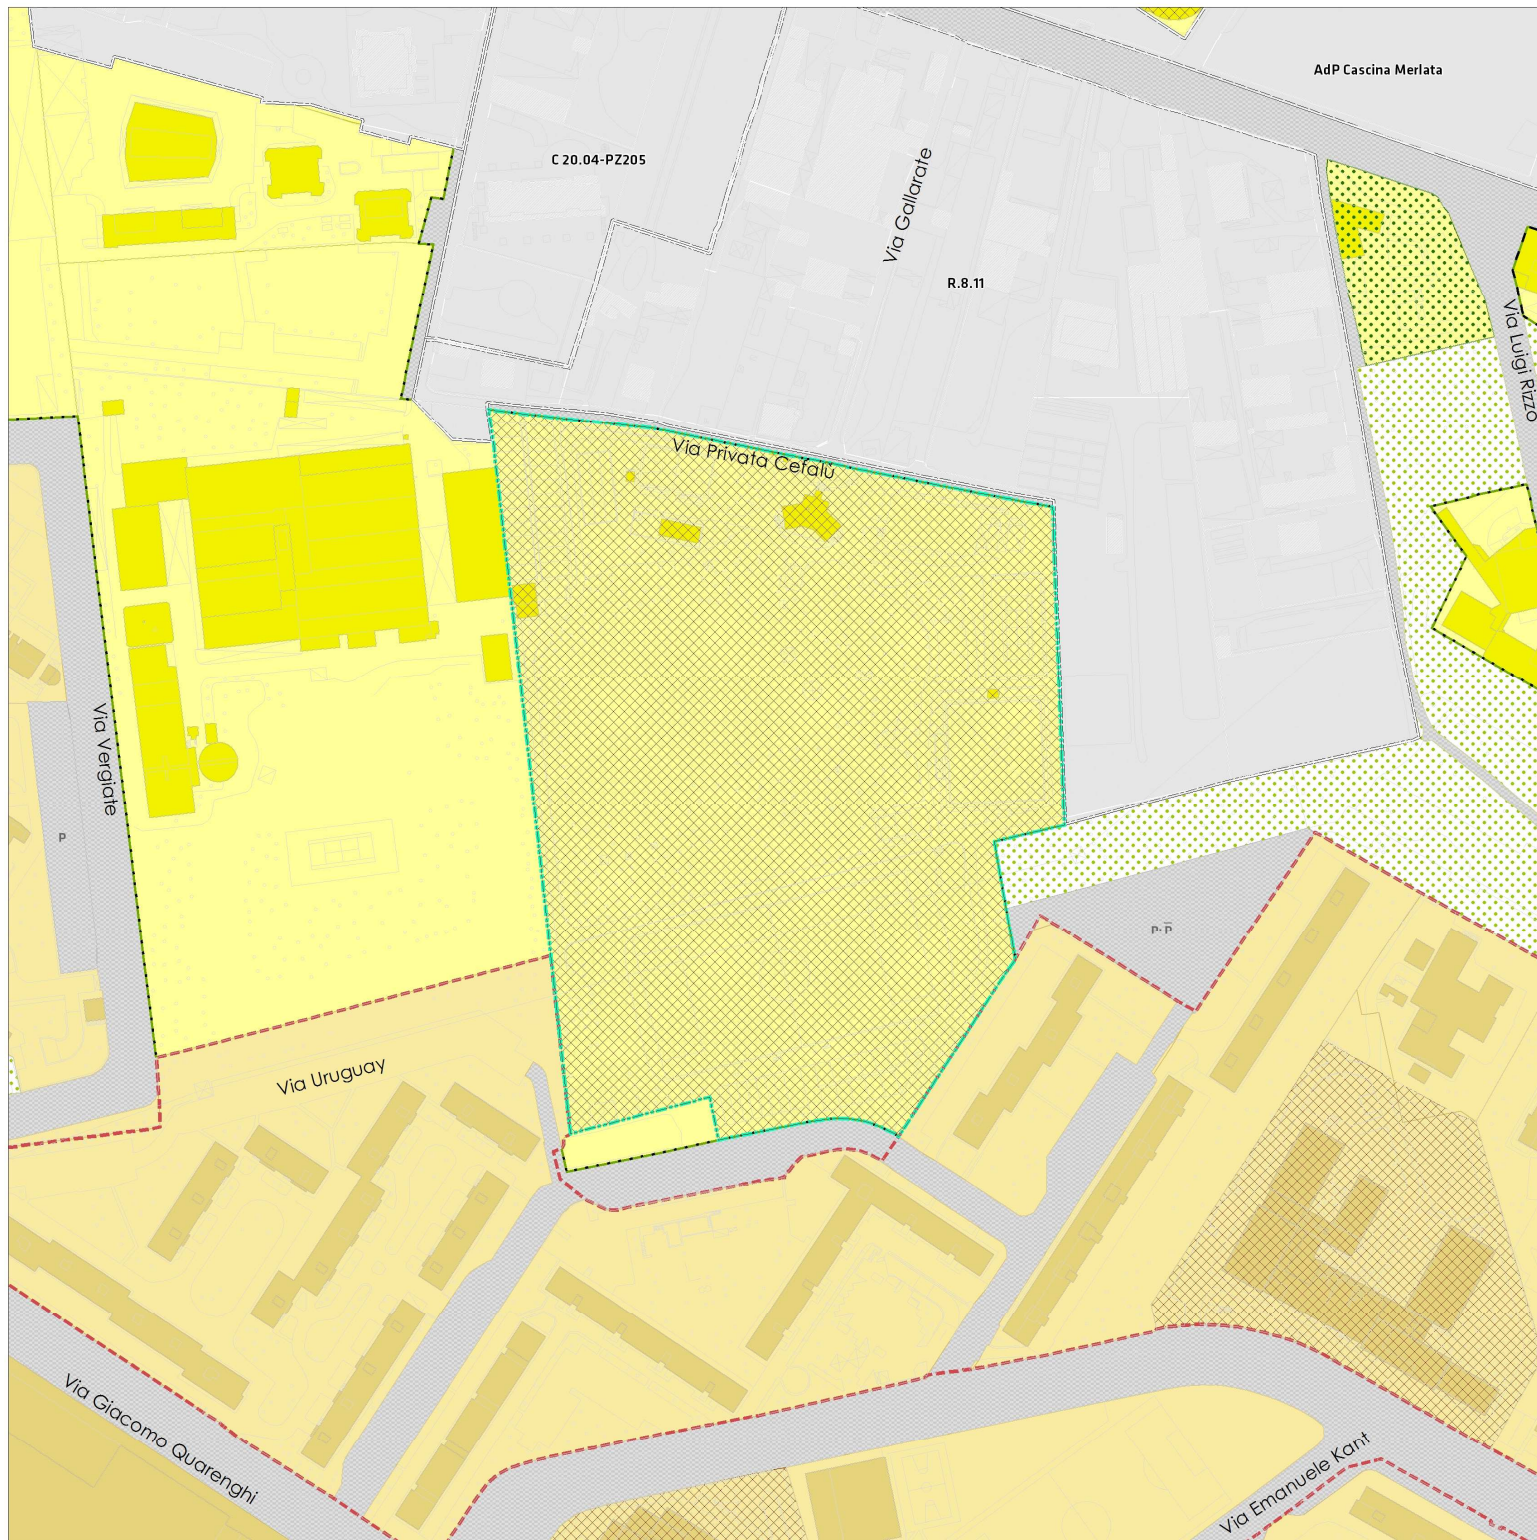 AdP Cascina Merlata
C 20.04-PZ205
Via Gallarate
R.8.11
Via Luigi Rizzo
Via Privata Cefalù
Via Vergiate
P
P·P
Via Uruguay
Via Giacomo Quarenghi
Via Emanuele Kant